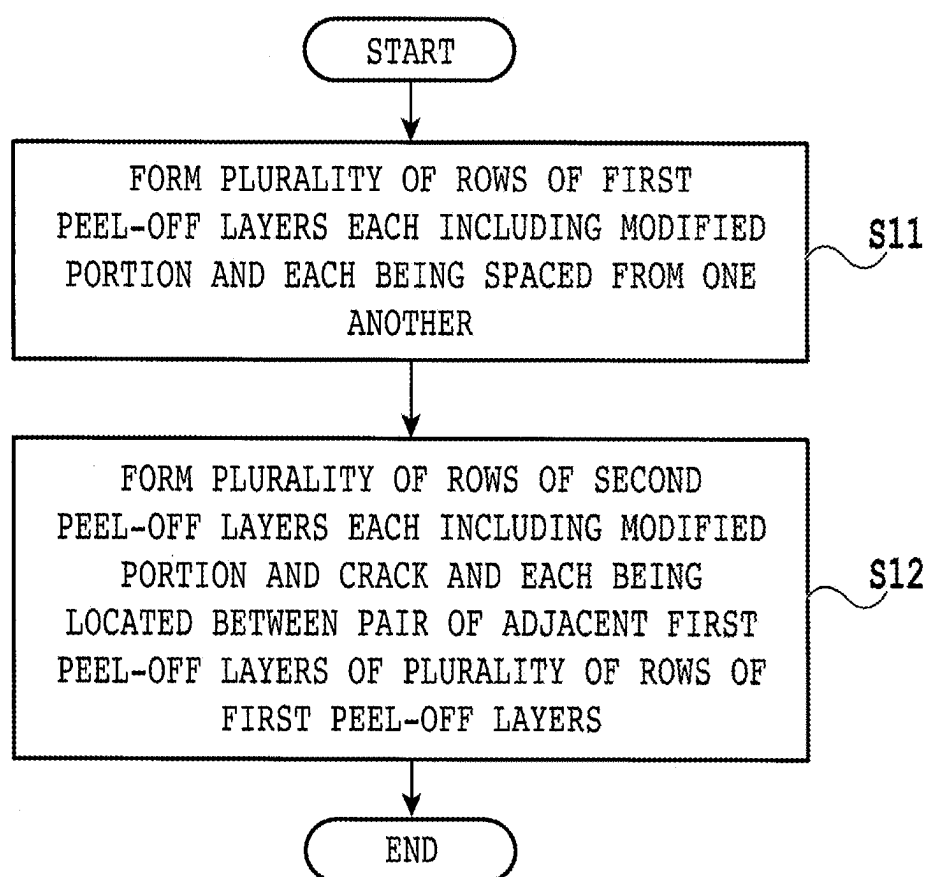 START
FORM PLURALITY OF ROWS OF FIRST
PEEL-OFF LAYERS EACH INCLUDING MODIFIED
PORTION AND EACH BEING SPACED FROM ONE
ANOTHER
S11
FORM PLURALITY OF ROWS OF SECOND
PEEL-OFF LAYERS EACH INCLUDING MODIFIED
PORTION AND CRACK AND EACH BEING
LOCATED BETWEEN PAIR OF ADJACENT FIRST
PEEL-OFF LAYERS OF PLURALITY OF ROWS OF
FIRST PEEL-OFF LAYERS
S12
END